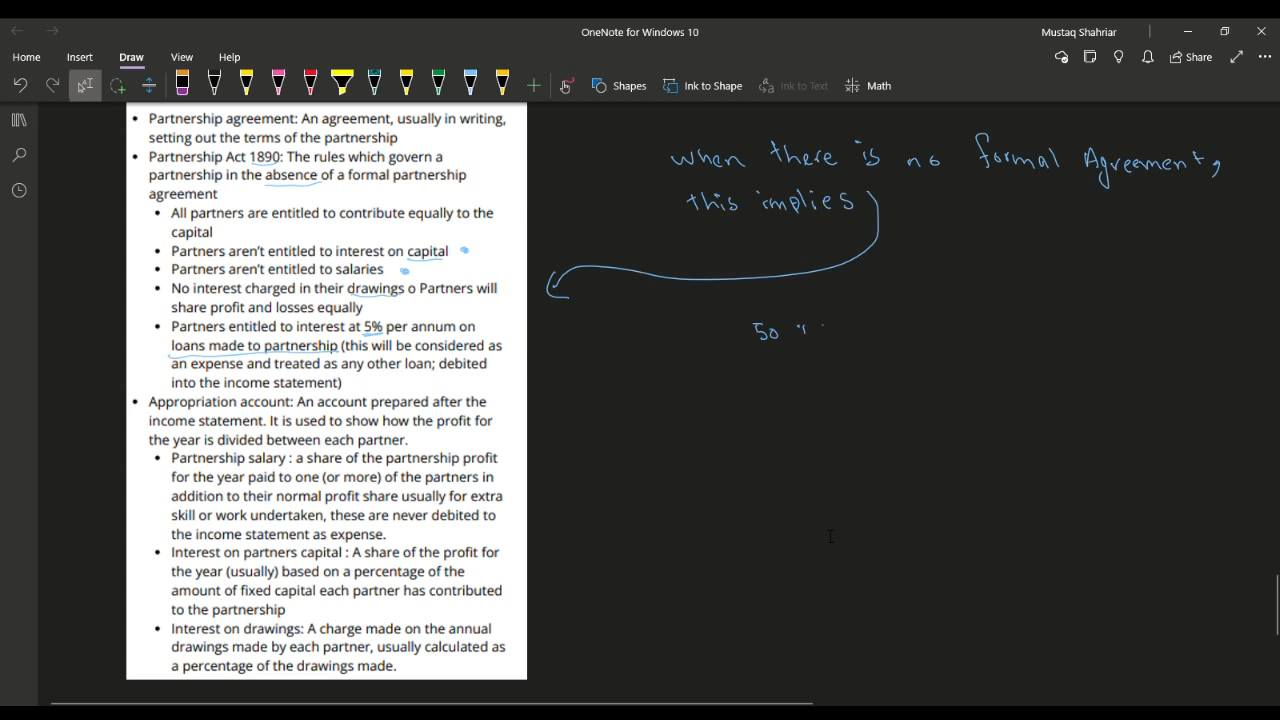 OneNote for Windows 10
Mustaq Shahriar
Home Insert Draw View Help
Share
Shapes Ink to Shape Ink to Text Math
• Partnership agreement: An agreement, usually in writing,
setting out the terms of the partnership
• Partnership Act 1890: The rules which govern a
partnership in the absence of a formal partnership
agreement
• All partners are entitled to contribute equally to the
capital
• Partners aren't entitled to interest on capital
• Partners aren't entitled to salaries
• No interest charged in their drawings o Partners will
share profit and losses equally
• Partners entitled to interest at 5% per annum on
loans made to partnership (this will be considered as
an expense and treated as any other loan; debited
into the income statement)
• Appropriation account: An account prepared after the
income statement. It is used to show how the profit for
the year is divided between each partner.
• Partnership salary : a share of the partnership profit
for the year paid to one (or more) of the partners in
addition to their normal profit share usually for extra
skill or work undertaken, these are never debited to
the income statement as expense.
• Interest on partners capital : A share of the profit for
the year (usually) based on a percentage of the
amount of fixed capital each partner has contributed
to the partnership
• Interest on drawings: A charge made on the annual
drawings made by each partner, usually calculated as
a percentage of the drawings made.
When there is no formal Agreement,
this implies
50